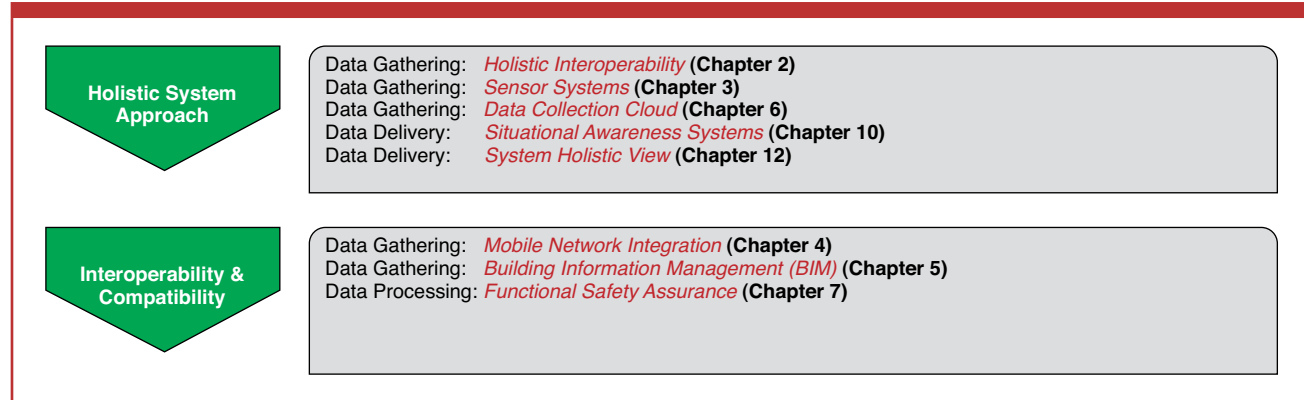 Holistic System
Approach
Data Gathering: Holistic Interoperability (Chapter 2)
Data Gathering: Sensor Systems (Chapter 3)
Data Gathering: Data Collection Cloud (Chapter 6)
Data Delivery: Situational Awareness Systems (Chapter 10)
Data Delivery: System Holistic View (Chapter 12)
Interoperability &
Compatibility
Data Gathering: Mobile Network Integration (Chapter 4)
Data Gathering: Building Information Management (BIM) (Chapter 5)
Data Processing: Functional Safety Assurance (Chapter 7)